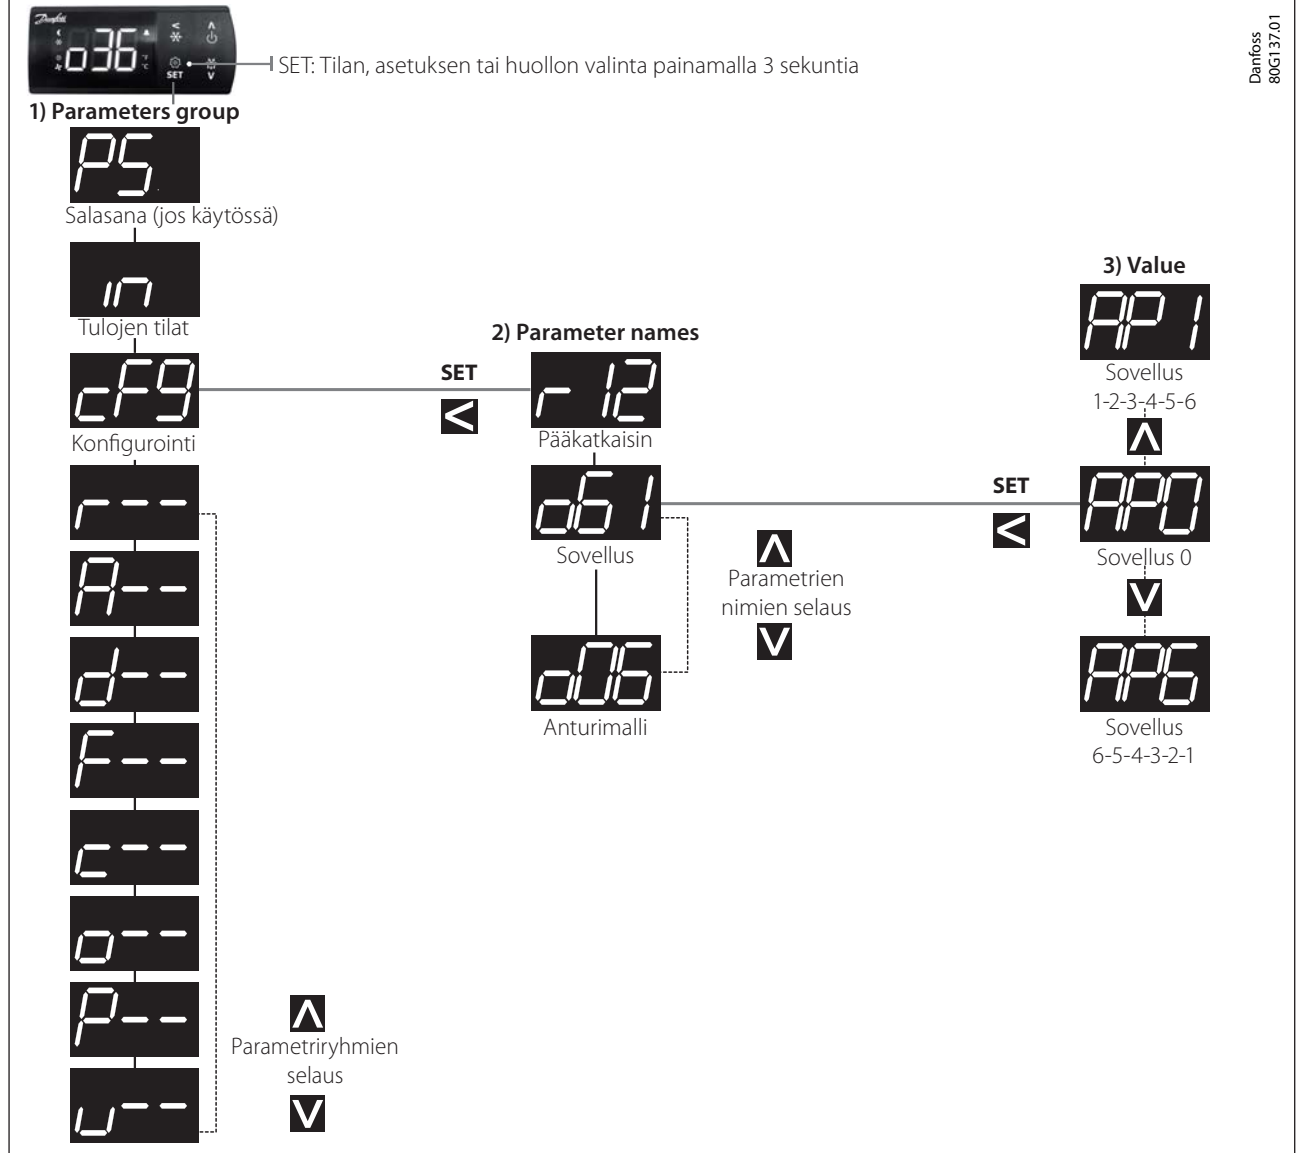 Danfoss
o36
°F
°C
SET
SET: Tilan, asetuksen tai huollon valinta painamalla 3 sekuntia
Danfoss
80G137.01
1) Parameters group
PS
Salasana (jos käytössä)
in
Tulojen tilat
cFg
Konfigurointi
r--
A--
d--
F--
c--
o--
P--
u--
Parametriryhmien
selaus
SET
2) Parameter names
r12
Pääkatkaisin
o61
Sovellus
o06
Anturimalli
Parametrien
nimien selaus
SET
3) Value
AP1
Sovellus
1-2-3-4-5-6
AP0
Sovellus 0
AP6
Sovellus
6-5-4-3-2-1